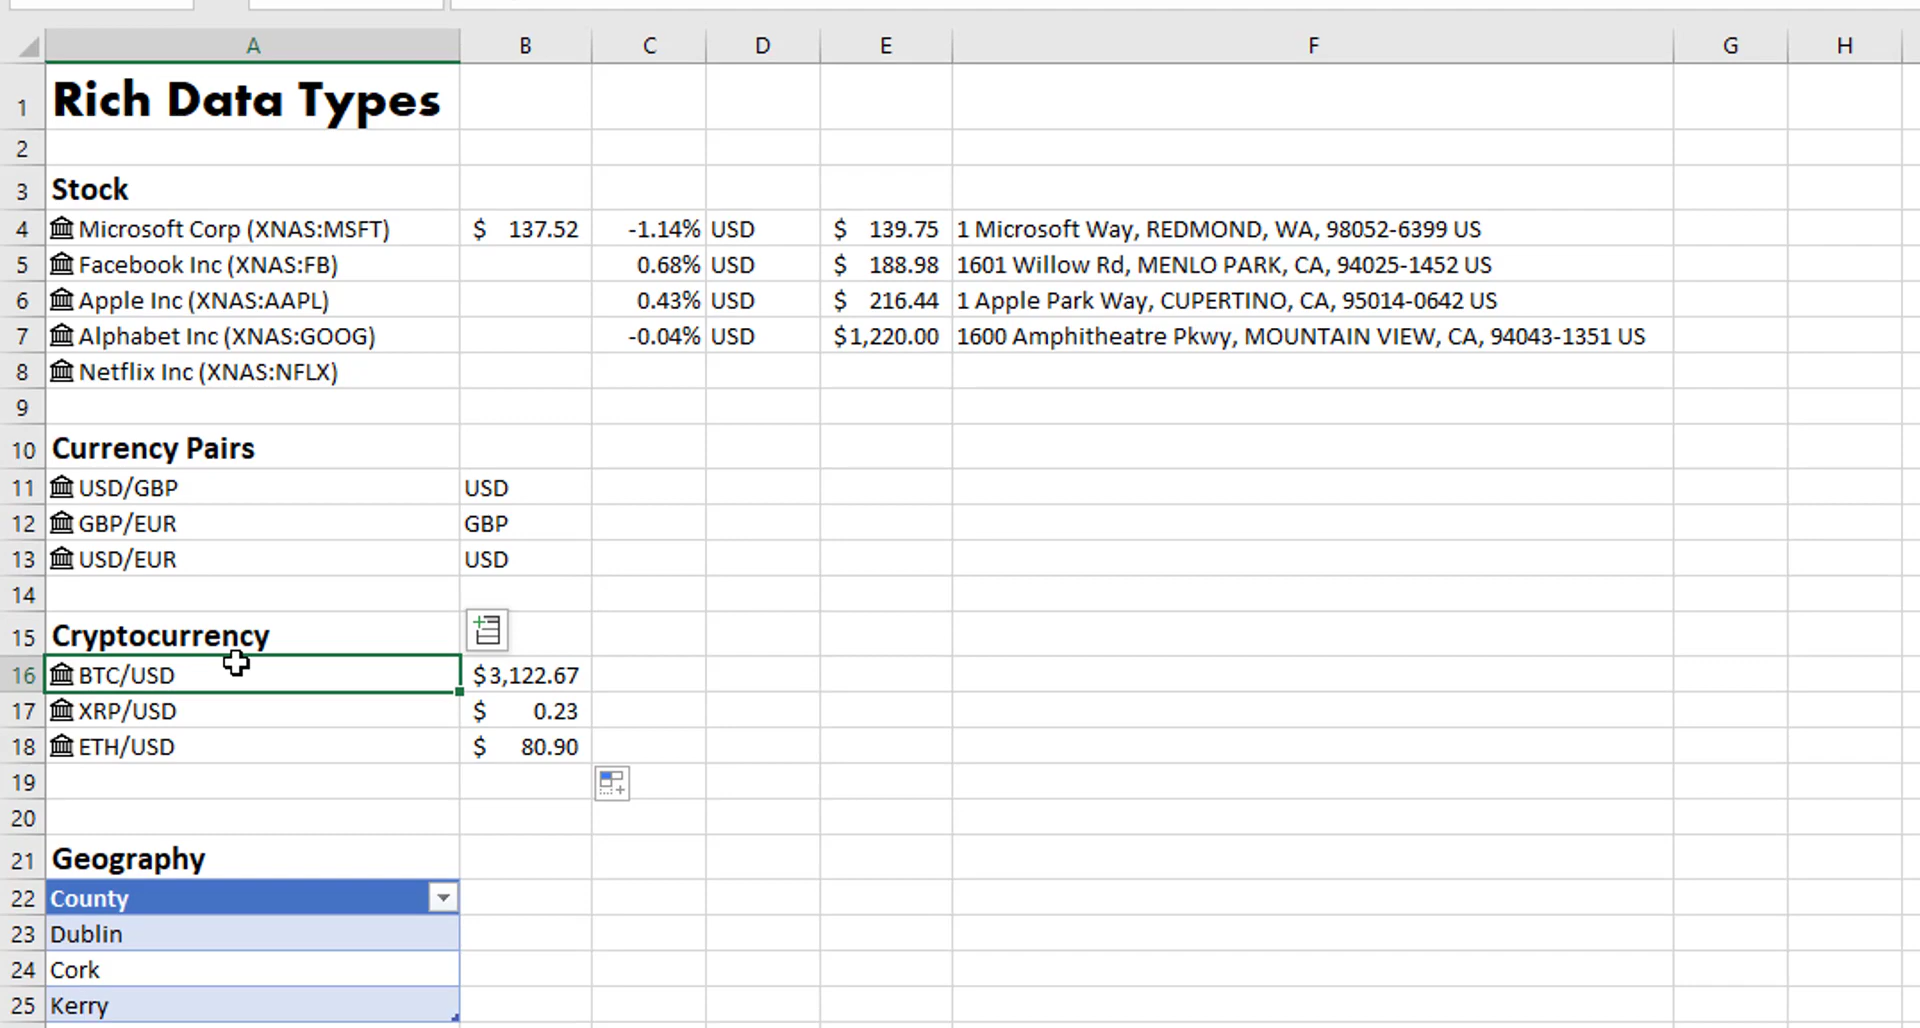 A B C D E F G H
1 Rich Data Types
2
3 Stock
4 Microsoft Corp (XNAS:MSFT) $ 137.52 -1.14% USD $ 139.75 1 Microsoft Way, REDMOND, WA, 98052-6399 US
5 Facebook Inc (XNAS:FB) 0.68% USD $ 188.98 1601 Willow Rd, MENLO PARK, CA, 94025-1452 US
6 Apple Inc (XNAS:AAPL) 0.43% USD $ 216.44 1 Apple Park Way, CUPERTINO, CA, 95014-0642 US
7 Alphabet Inc (XNAS:GOOG) -0.04% USD $1,220.00 1600 Amphitheatre Pkwy, MOUNTAIN VIEW, CA, 94043-1351 US
8 Netflix Inc (XNAS:NFLX)
9
10 Currency Pairs
11 USD/GBP USD
12 GBP/EUR GBP
13 USD/EUR USD
14
15 Cryptocurrency
16 BTC/USD $3,122.67
17 XRP/USD $ 0.23
18 ETH/USD $ 80.90
19
20
21 Geography
22 County
23 Dublin
24 Cork
25 Kerry